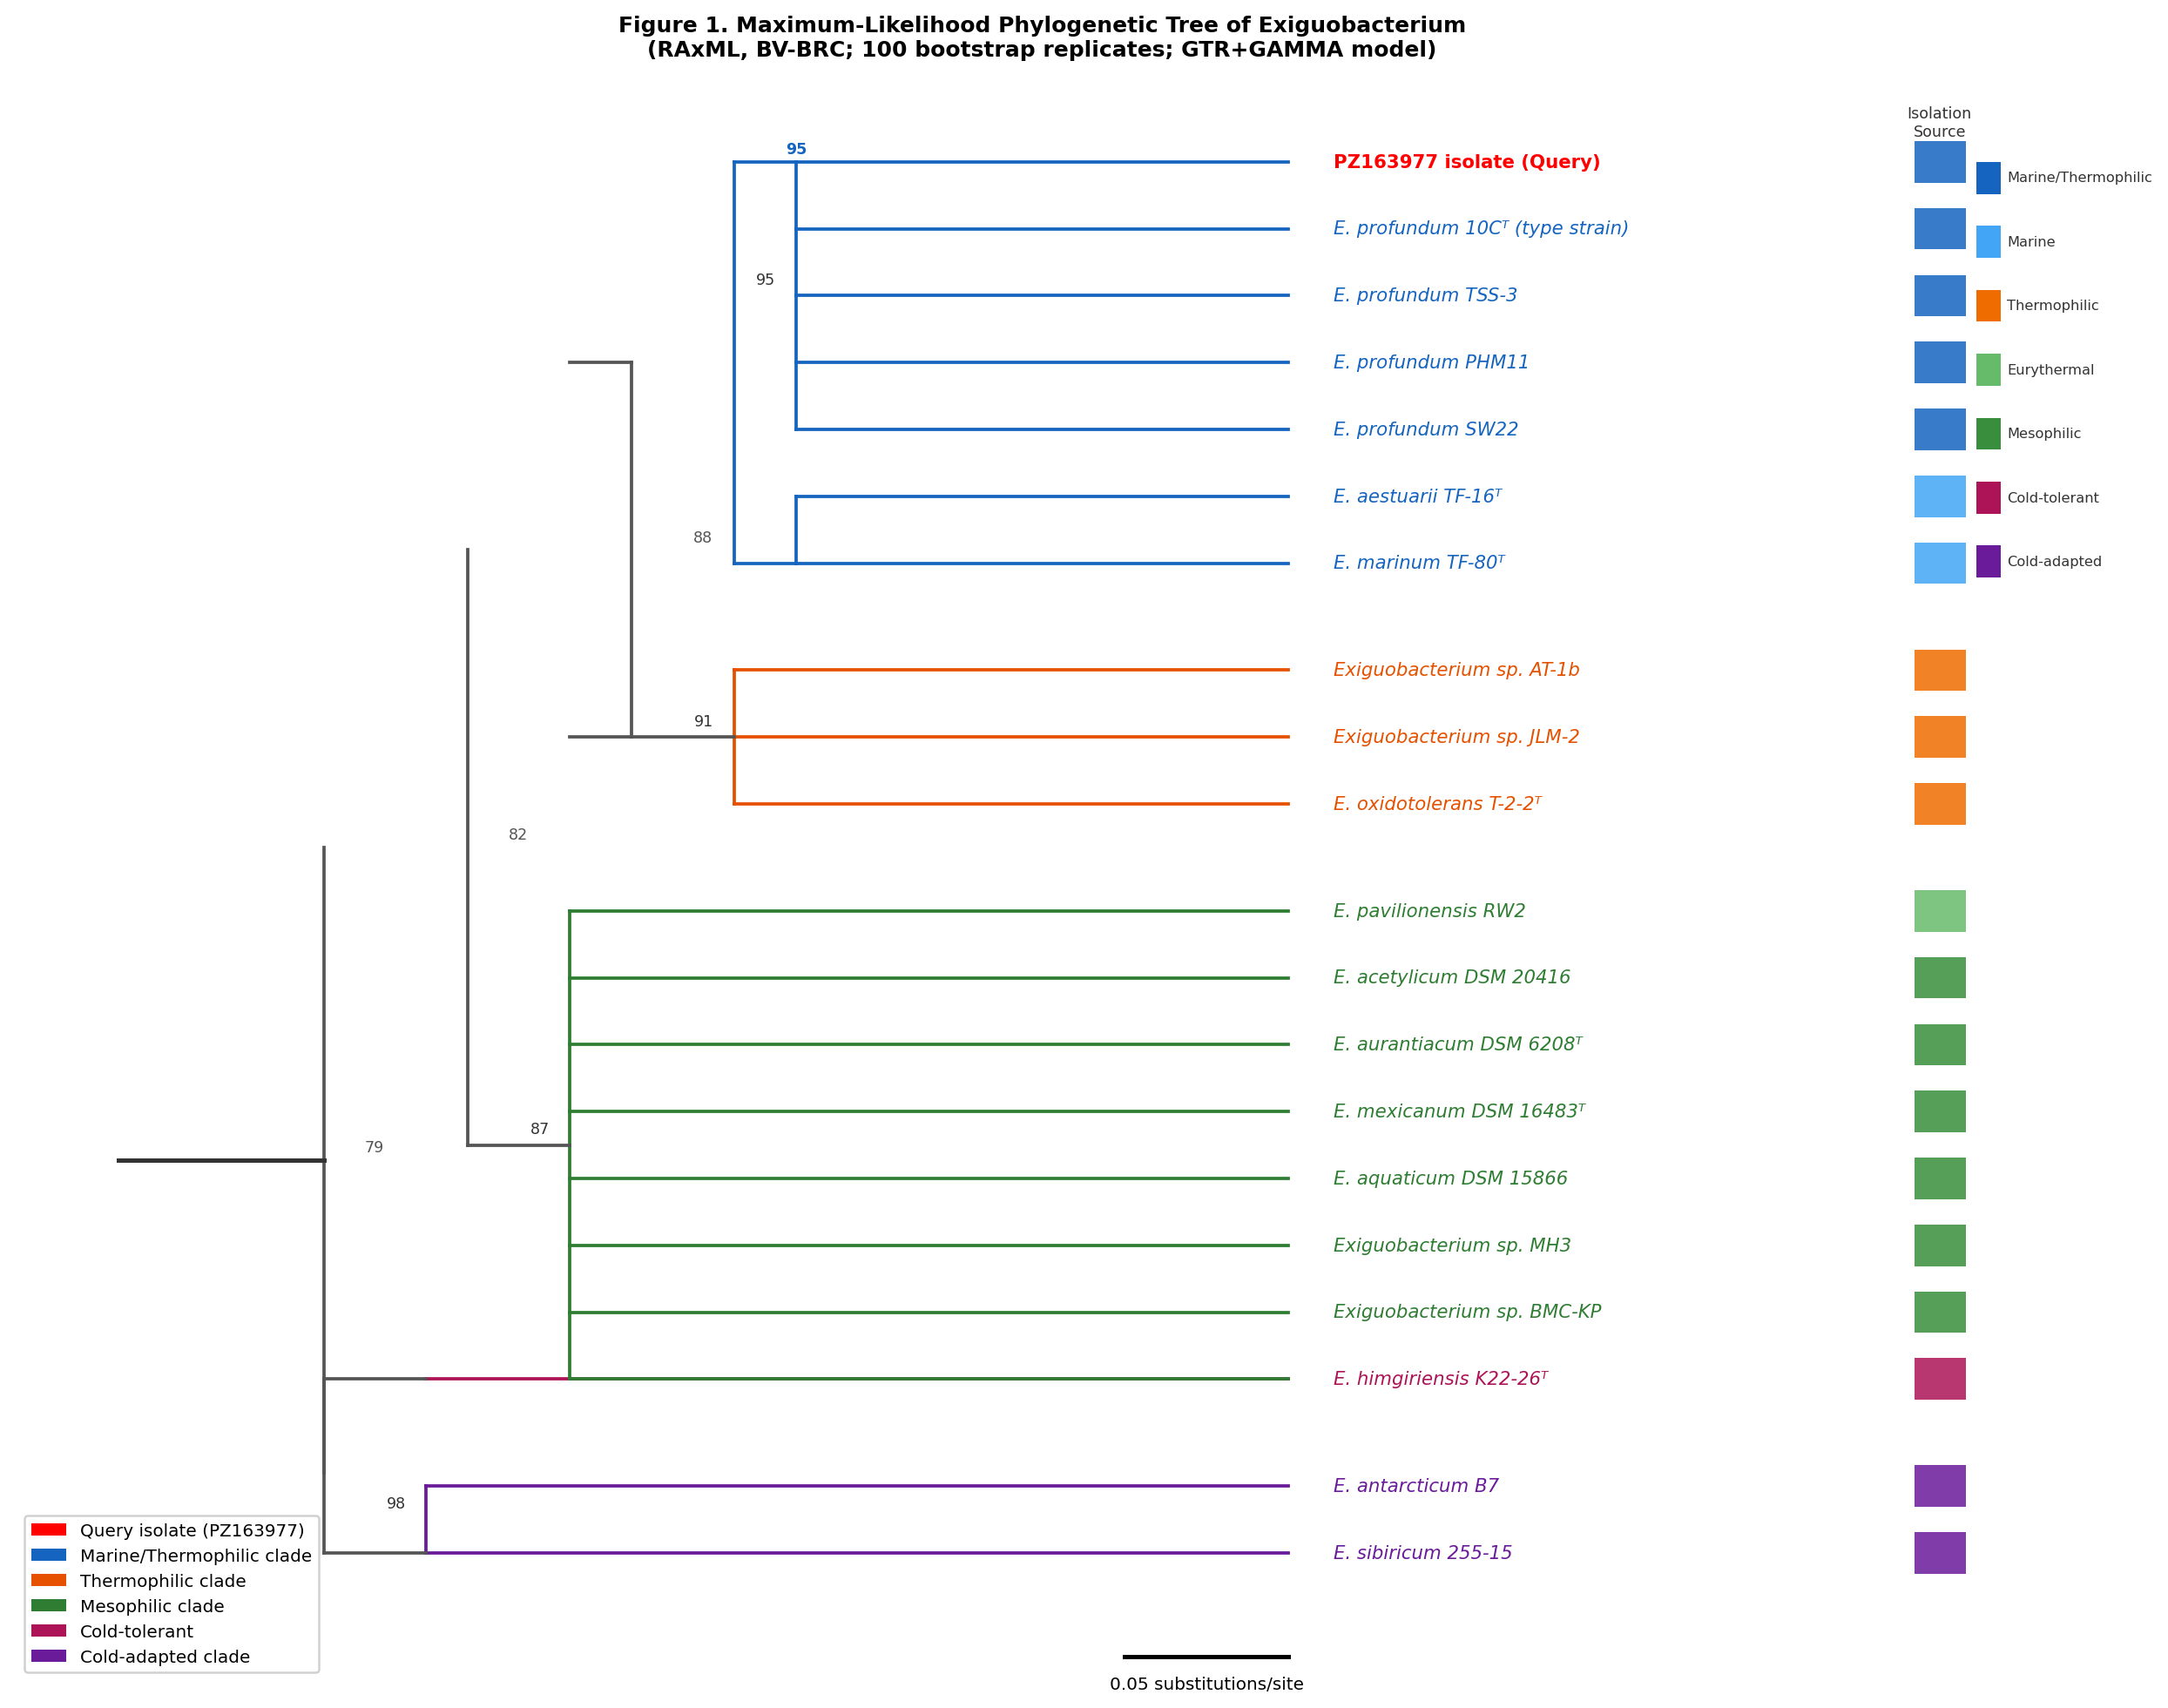 Figure 1. Maximum-Likelihood Phylogenetic Tree of Exiguobacterium
(RAxML, BV-BRC; 100 bootstrap replicates; GTR+GAMMA model)
Isolation
Source
95
PZ163977 isolate (Query)
Marine/Thermophilic
E. profundum 10Cᵀ (type strain)
Marine
95
E. profundum TSS-3
Thermophilic
E. profundum PHM11
Eurythermal
E. profundum SW22
Mesophilic
E. aestuarii TF-16ᵀ
Cold-tolerant
88
E. marinum TF-80ᵀ
Cold-adapted
Exiguobacterium sp. AT-1b
91
Exiguobacterium sp. JLM-2
E. oxidotolerans T-2-2ᵀ
82
E. pavilionensis RW2
E. acetylicum DSM 20416
E. aurantiacum DSM 6208ᵀ
E. mexicanum DSM 16483ᵀ
87
79
E. aquaticum DSM 15866
Exiguobacterium sp. MH3
Exiguobacterium sp. BMC-KP
E. himgiriensis K22-26ᵀ
E. antarcticum B7
98
E. sibiricum 255-15
Query isolate (PZ163977)
Marine/Thermophilic clade
Thermophilic clade
Mesophilic clade
Cold-tolerant
Cold-adapted clade
0.05 substitutions/site